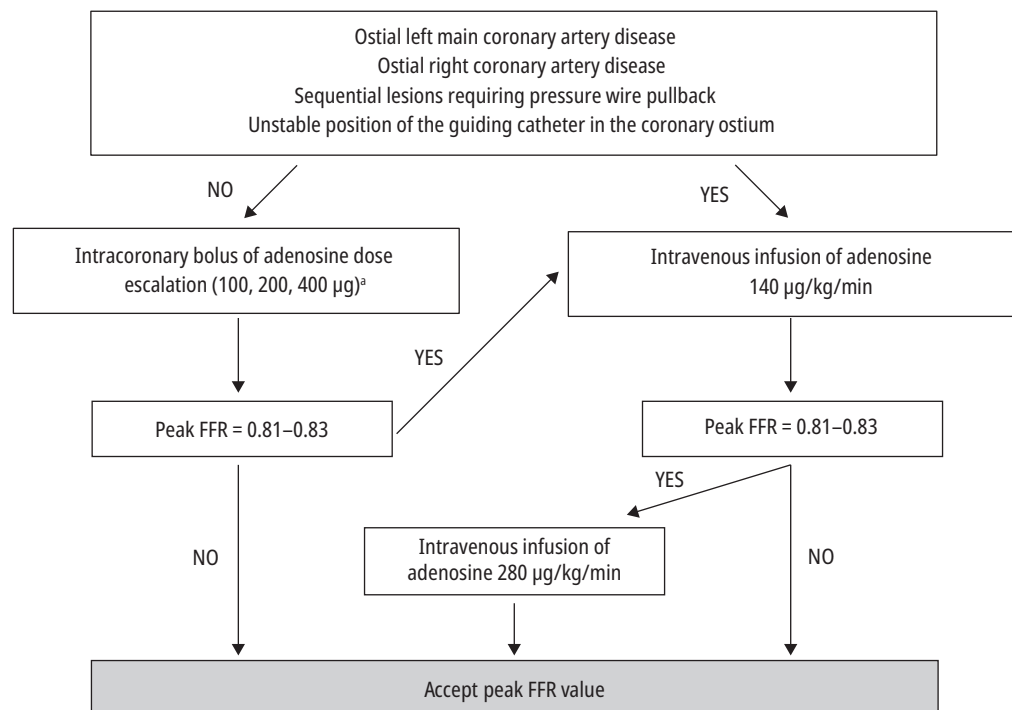 Ostial left main coronary artery disease
Ostial right coronary artery disease
Sequential lesions requiring pressure wire pullback
Unstable position of the guiding catheter in the coronary ostium
NO
YES
Intracoronary bolus of adenosine dose
escalation (100, 200, 400 µg)ª
Intravenous infusion of adenosine
140 µg/kg/min
YES
Peak FFR = 0.81–0.83
Peak FFR = 0.81–0.83
YES
NO
Intravenous infusion of
adenosine 280 µg/kg/min
NO
Accept peak FFR value